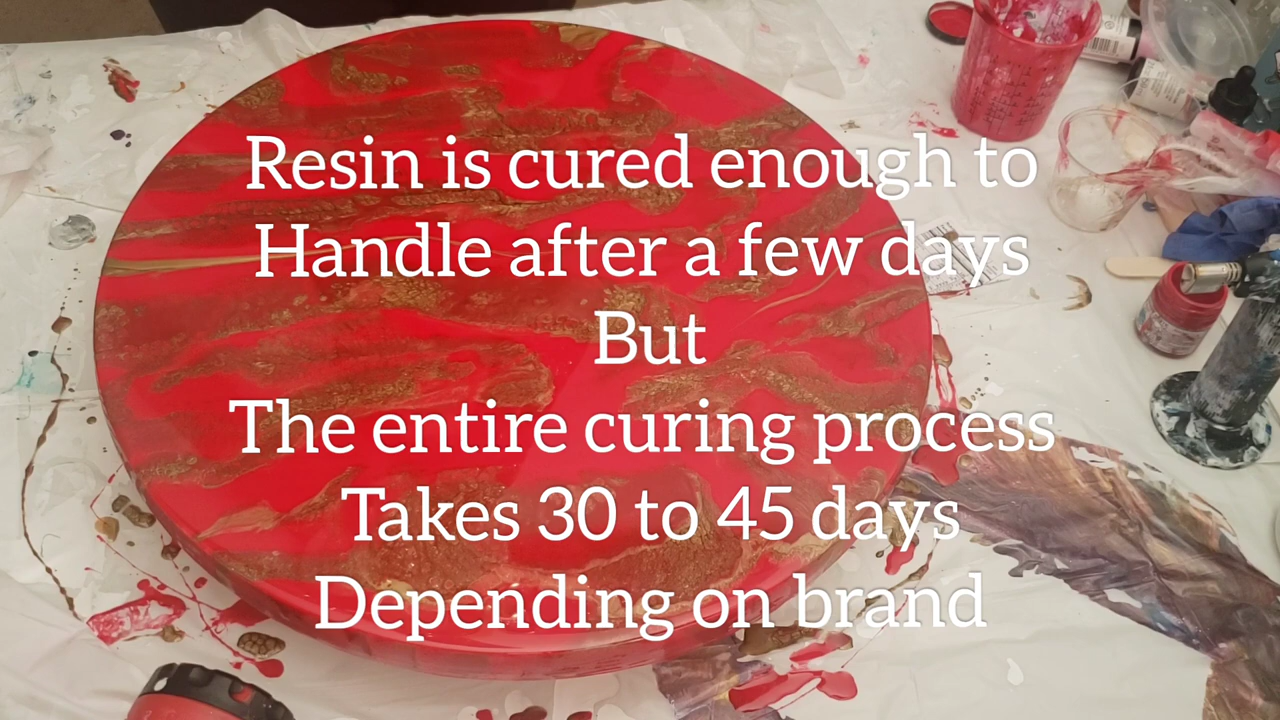 Resin is cured enough to
Handle after a few days
But
The entire curing process
Takes 30 to 45 days
Depending on brand